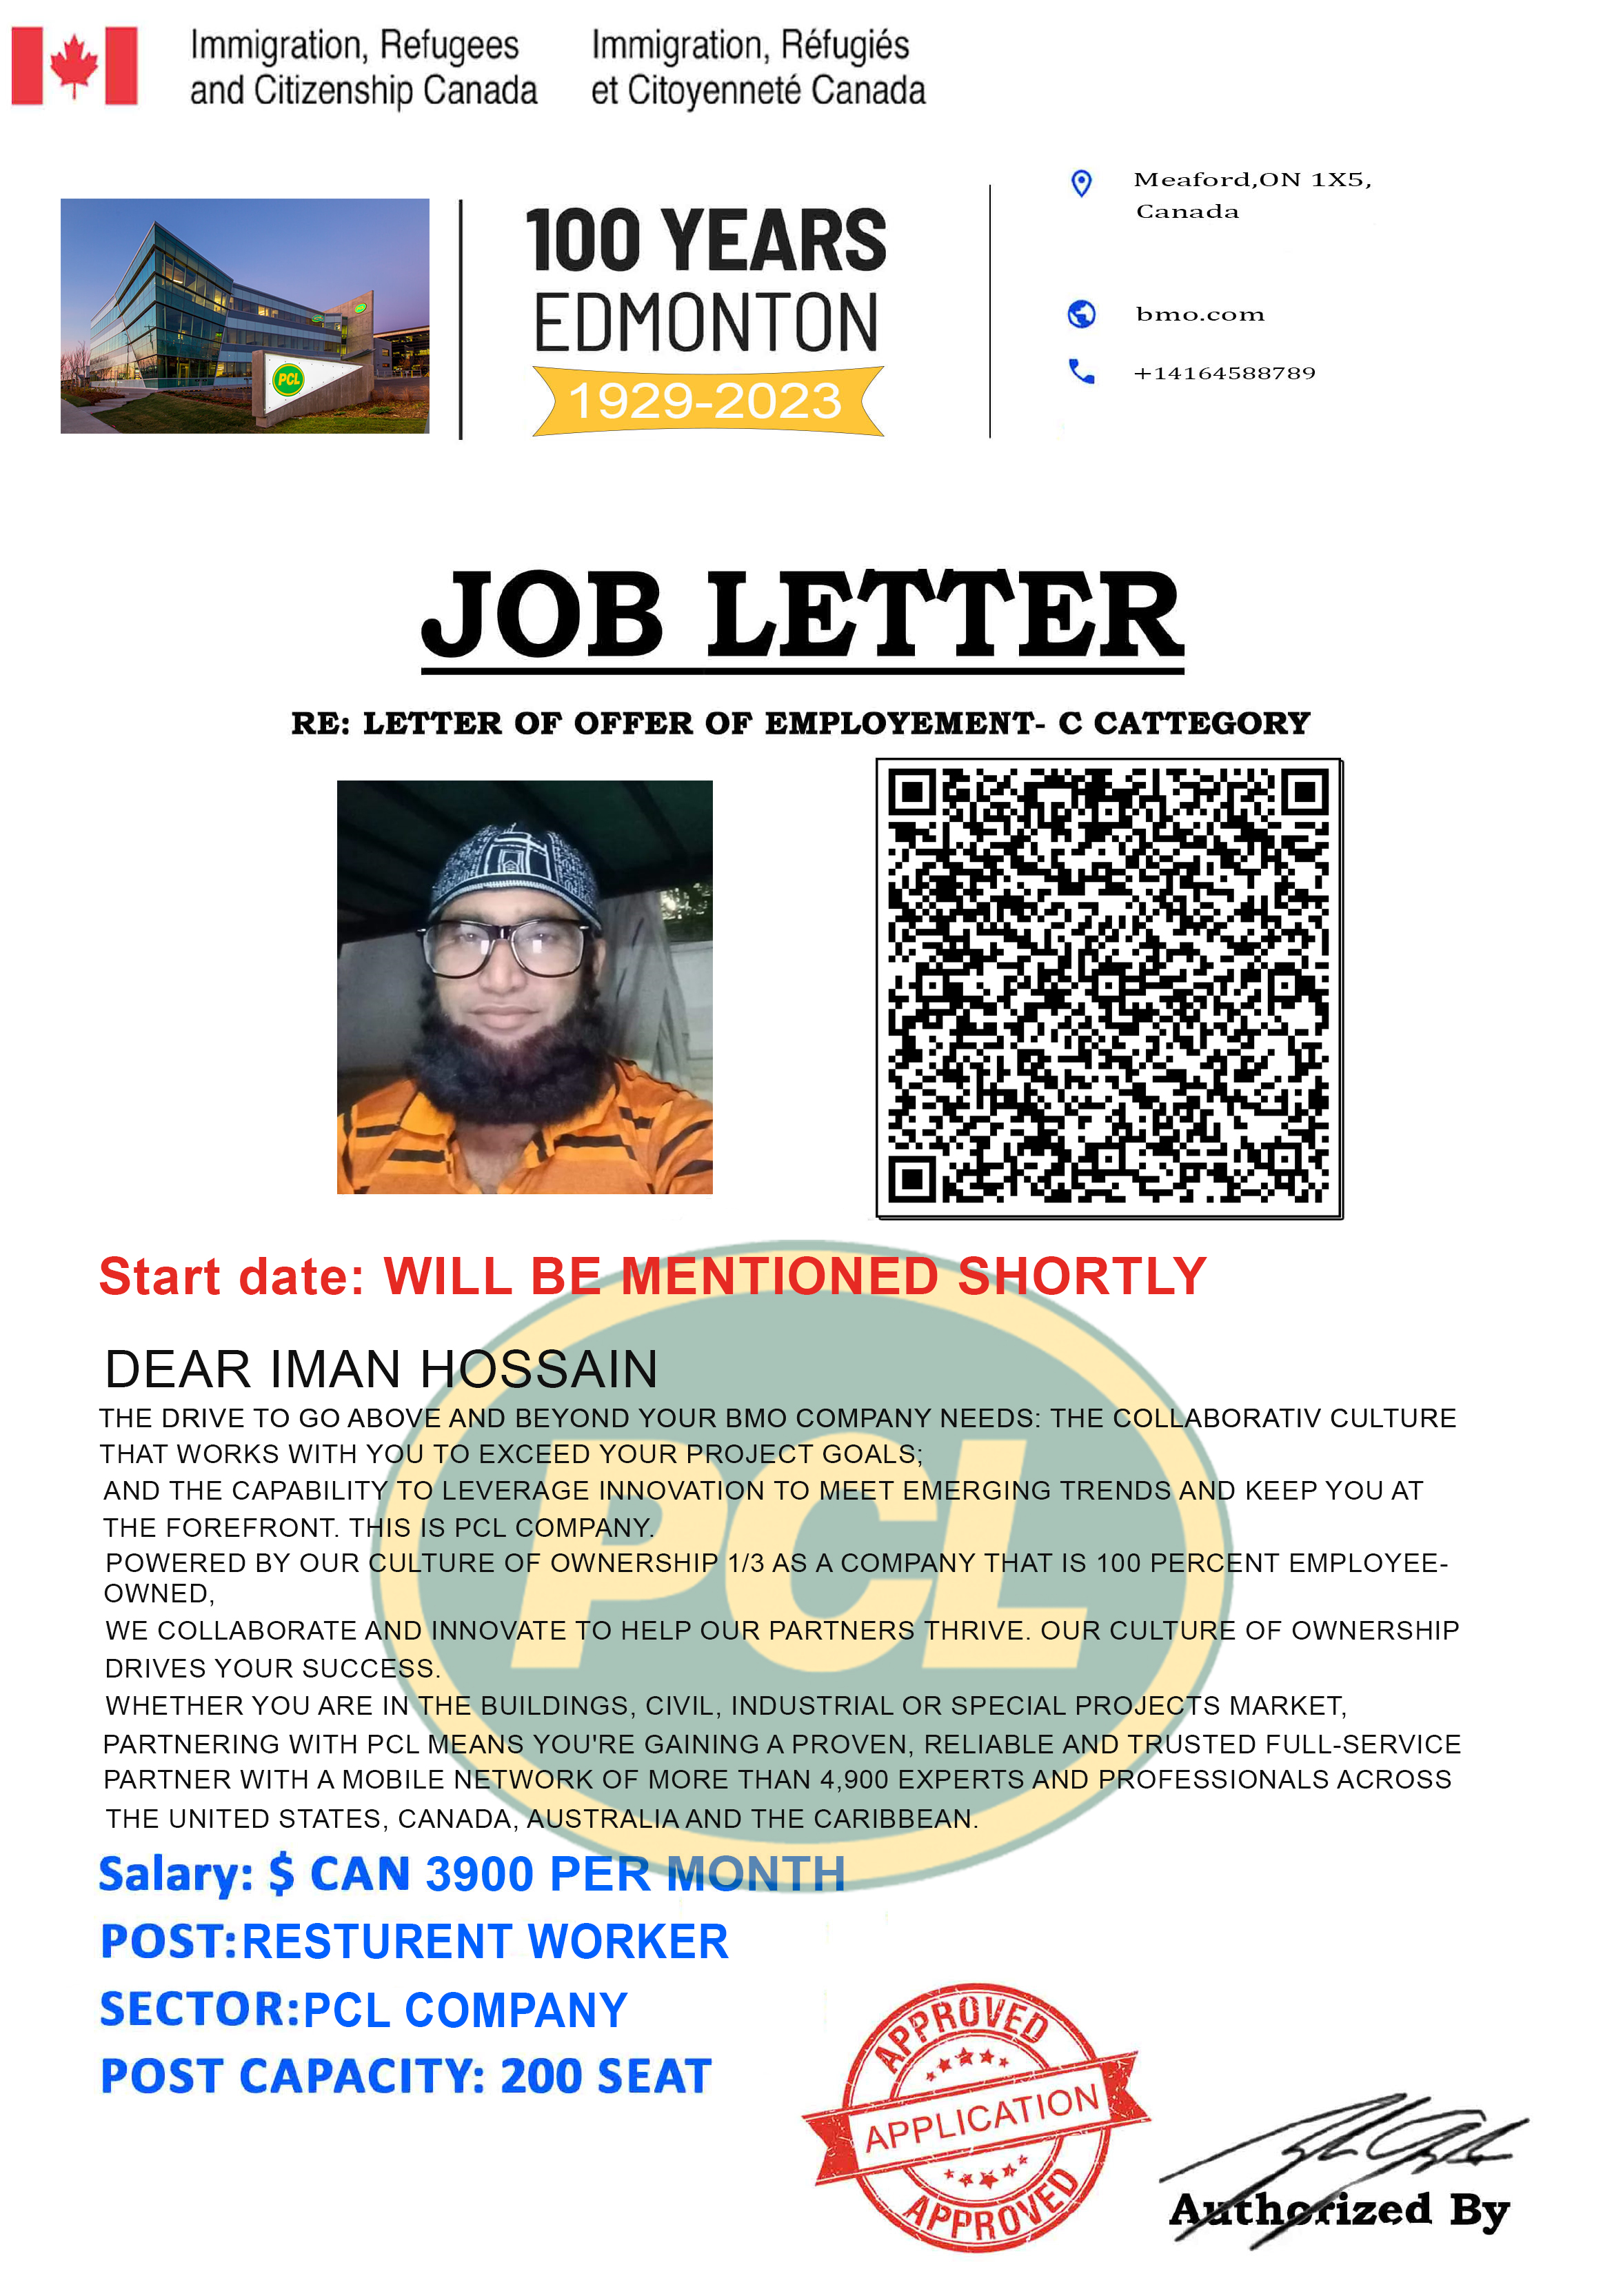 Immigration, Refugees
and Citizenship Canada
Immigration, Réfugiés
et Citoyenneté Canada
PCL
100 YEARS
EDMONTON
1929-2023
Meaford,ON 1X5,
Canada
bmo.com
+14164588789
JOB LETTER
RE: LETTER OF OFFER OF EMPLOYEMENT- C CATTEGORY
Start date: WILL BE MENTIONED SHORTLY
DEAR IMAN HOSSAIN
THE DRIVE TO GO ABOVE AND BEYOND YOUR BMO COMPANY NEEDS: THE COLLABORATIV CULTURE
THAT WORKS WITH YOU TO EXCEED YOUR PROJECT GOALS;
AND THE CAPABILITY TO LEVERAGE INNOVATION TO MEET EMERGING TRENDS AND KEEP YOU AT
THE FOREFRONT. THIS IS PCL COMPANY.
POWERED BY OUR CULTURE OF OWNERSHIP 1/3 AS A COMPANY THAT IS 100 PERCENT EMPLOYEE-
OWNED,
WE COLLABORATE AND INNOVATE TO HELP OUR PARTNERS THRIVE. OUR CULTURE OF OWNERSHIP
DRIVES YOUR SUCCESS.
WHETHER YOU ARE IN THE BUILDINGS, CIVIL, INDUSTRIAL OR SPECIAL PROJECTS MARKET,
PARTNERING WITH PCL MEANS YOU'RE GAINING A PROVEN, RELIABLE AND TRUSTED FULL-SERVICE
PARTNER WITH A MOBILE NETWORK OF MORE THAN 4,900 EXPERTS AND PROFESSIONALS ACROSS
THE UNITED STATES, CANADA, AUSTRALIA AND THE CARIBBEAN.
PCL
Salary: $ CAN 3900 PER MONTH
POST:RESTURENT WORKER
SECTOR:PCL COMPANY
POST CAPACITY: 200 SEAT
APPROVED
APPLICATION
APPROVED
Authorized By